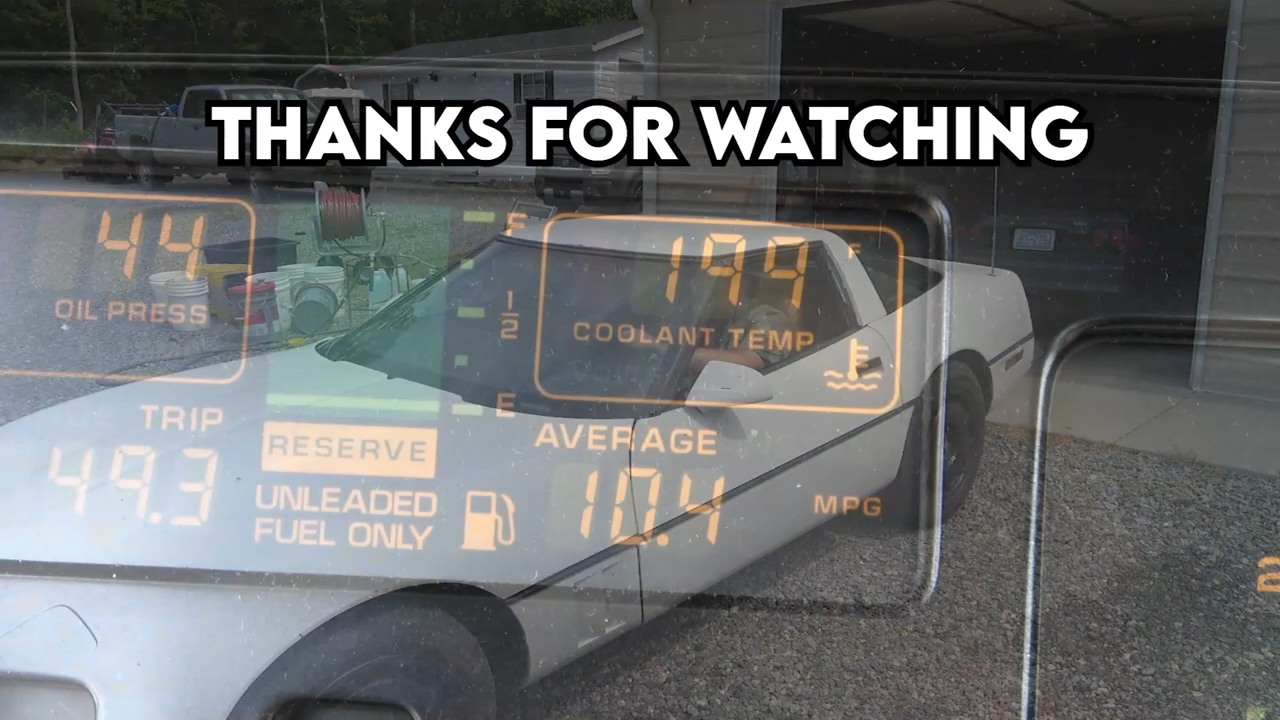 THANKS FOR WATCHING
44
OIL PRESS
F
1/2
E
199
F
COOLANT TEMP
TRIP
49.3
RESERVE
UNLEADED
FUEL ONLY
AVERAGE
10.4
MPG